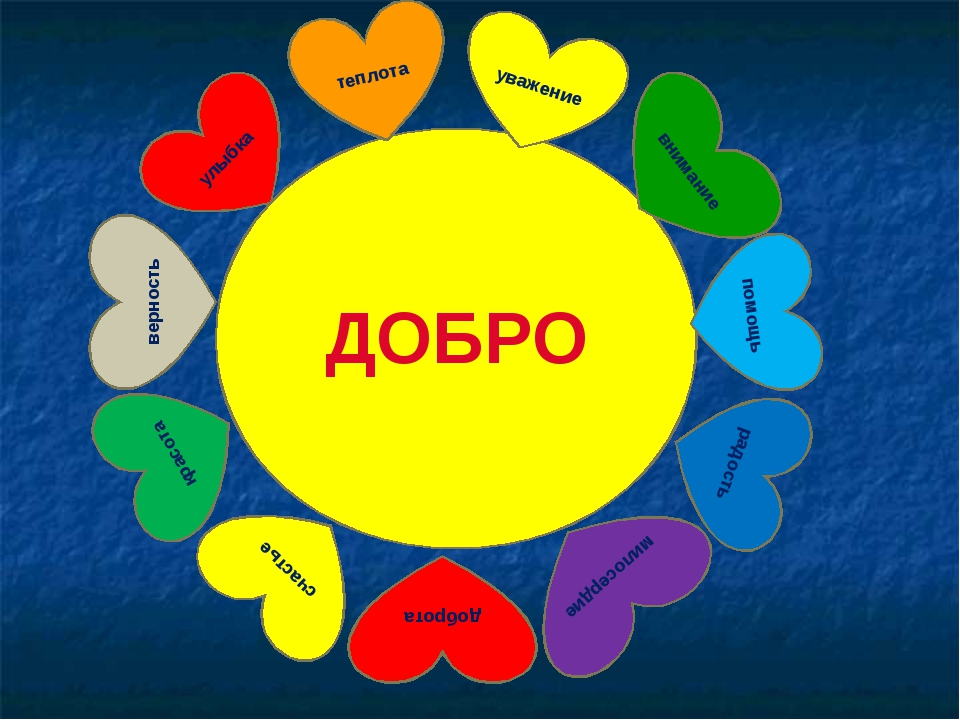 теплота
уважение
внимание
помощь
радость
милосердие
доброта
счастье
красота
верность
улыбка
ДОБРО